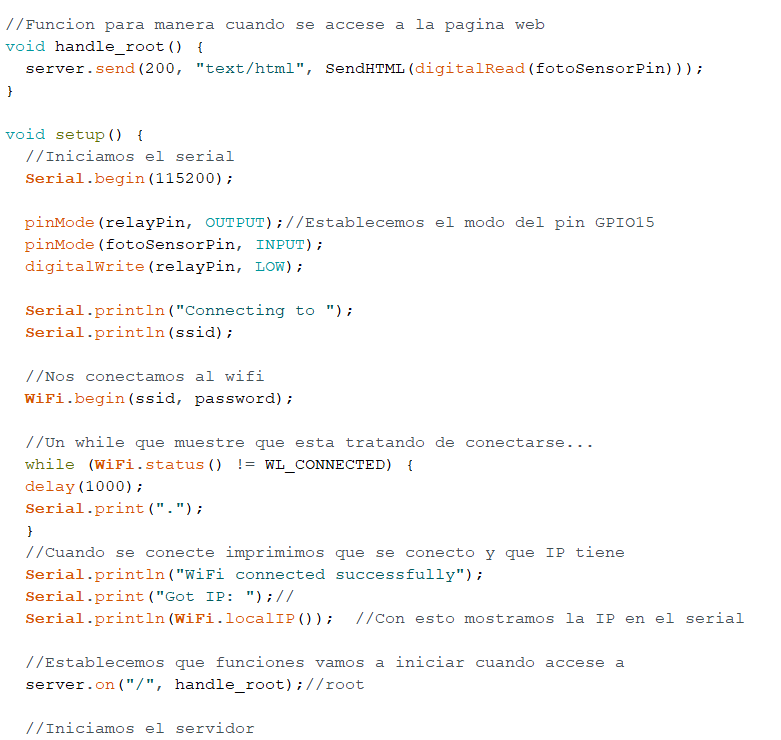 //Funcion para manera cuando se accese a la pagina web
void handle_root() {
  server.send(200, "text/html", SendHTML(digitalRead(fotoSensorPin)));
}

void setup() {
  //Iniciamos el serial
  Serial.begin(115200);

  pinMode(relayPin, OUTPUT);//Establecemos el modo del pin GPIO15
  pinMode(fotoSensorPin, INPUT);
  digitalWrite(relayPin, LOW);

  Serial.println("Connecting to ");
  Serial.println(ssid);

  //Nos conectamos al wifi
  WiFi.begin(ssid, password);

  //Un while que muestre que esta tratando de conectarse...
  while (WiFi.status() != WL_CONNECTED) {
  delay(1000);
  Serial.print(".");
  }
  //Cuando se conecte imprimimos que se conecto y que IP tiene
  Serial.println("WiFi connected successfully");
  Serial.print("Got IP: ");//
  Serial.println(WiFi.localIP());  //Con esto mostramos la IP en el serial

  //Establecemos que funciones vamos a iniciar cuando accese a
  server.on("/", handle_root);//root

  //Iniciamos el servidor